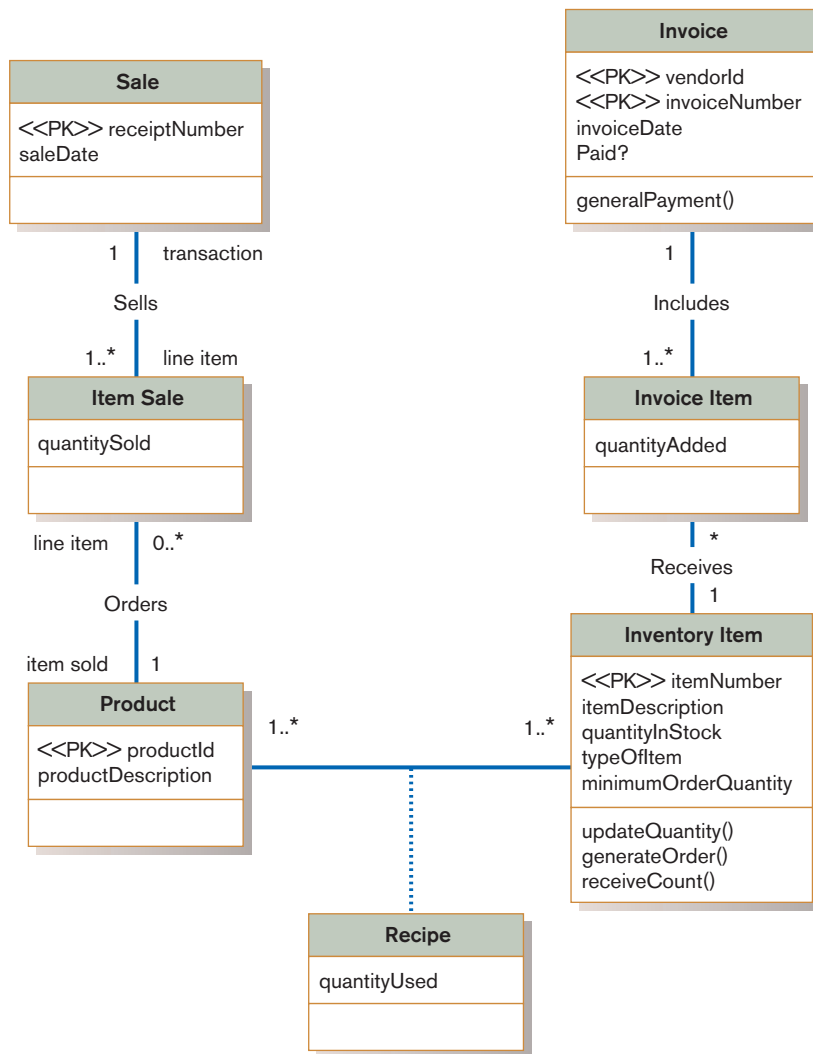 Sale
<<PK>> receiptNumber
saleDate
1 transaction
Sells
1..* line item
Item Sale
quantitySold
line item 0..*
Orders
item sold 1
Product
<<PK>> productId
productDescription
Invoice
<<PK>> vendorId
<<PK>> invoiceNumber
invoiceDate
Paid?
generalPayment()
1
Includes
1..*
Invoice Item
quantityAdded
*
Receives
1
Inventory Item
<<PK>> itemNumber
itemDescription
quantityInStock
typeOfItem
minimumOrderQuantity
updateQuantity()
generateOrder()
receiveCount()
1..*
1..*
Recipe
quantityUsed